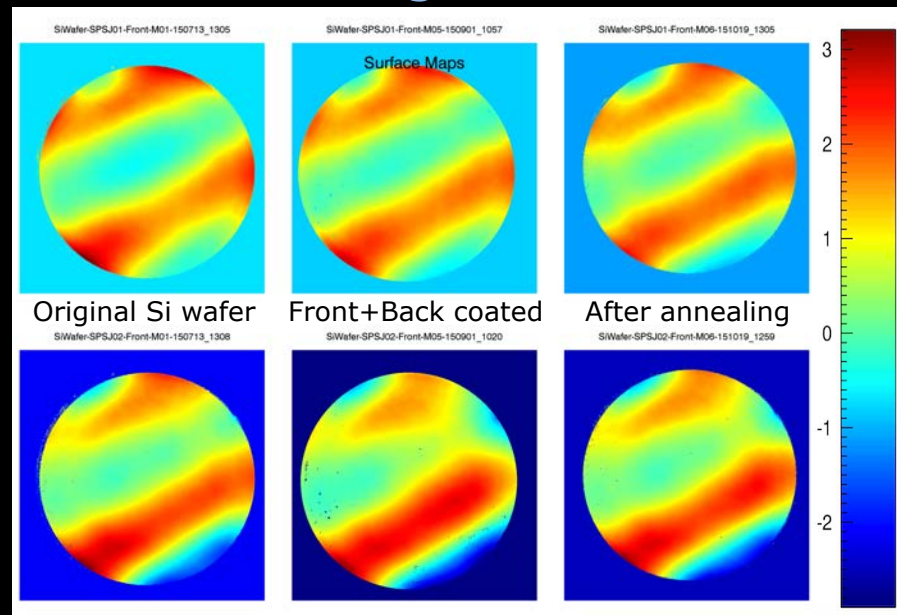 SiWafer-SPSJ01-Front-M01-150713_1305
SiWafer-SPSJ01-Front-M05-150901_1057
SiWafer-SPSJ01-Front-M06-151019_1305
Surface Maps
3
2
1
0
-1
-2
Original Si wafer
Front+Back coated
After annealing
SiWafer-SPSJ02-Front-M01-150713_1308
SiWafer-SPSJ02-Front-M05-150901_1020
SiWafer-SPSJ02-Front-M06-151019_1259